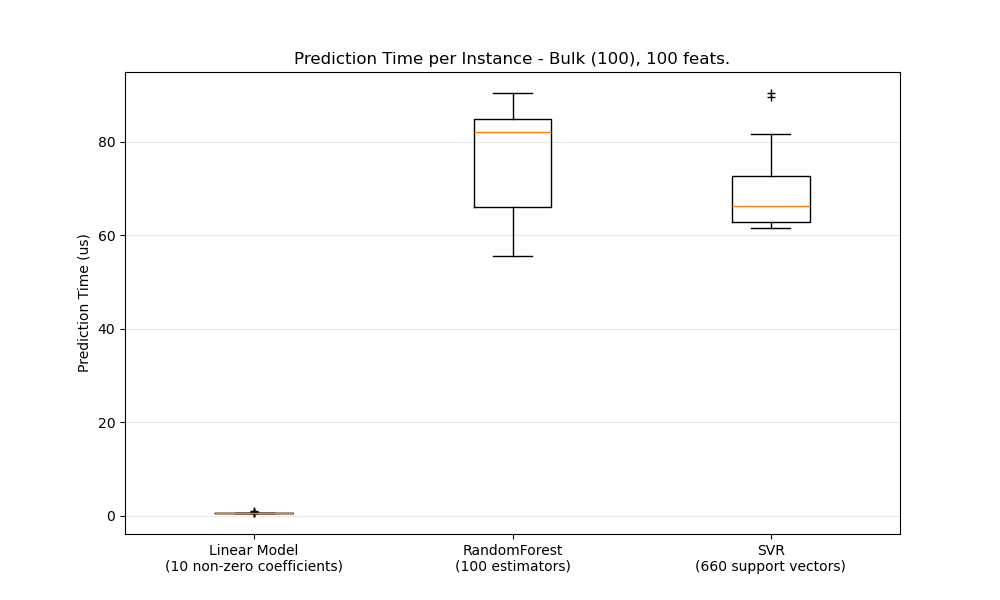 Prediction Time per Instance - Bulk (100), 100 feats.
Prediction Time (us)
80
60
40
20
0
Linear Model
(10 non-zero coefficients)
RandomForest
(100 estimators)
SVR
(660 support vectors)